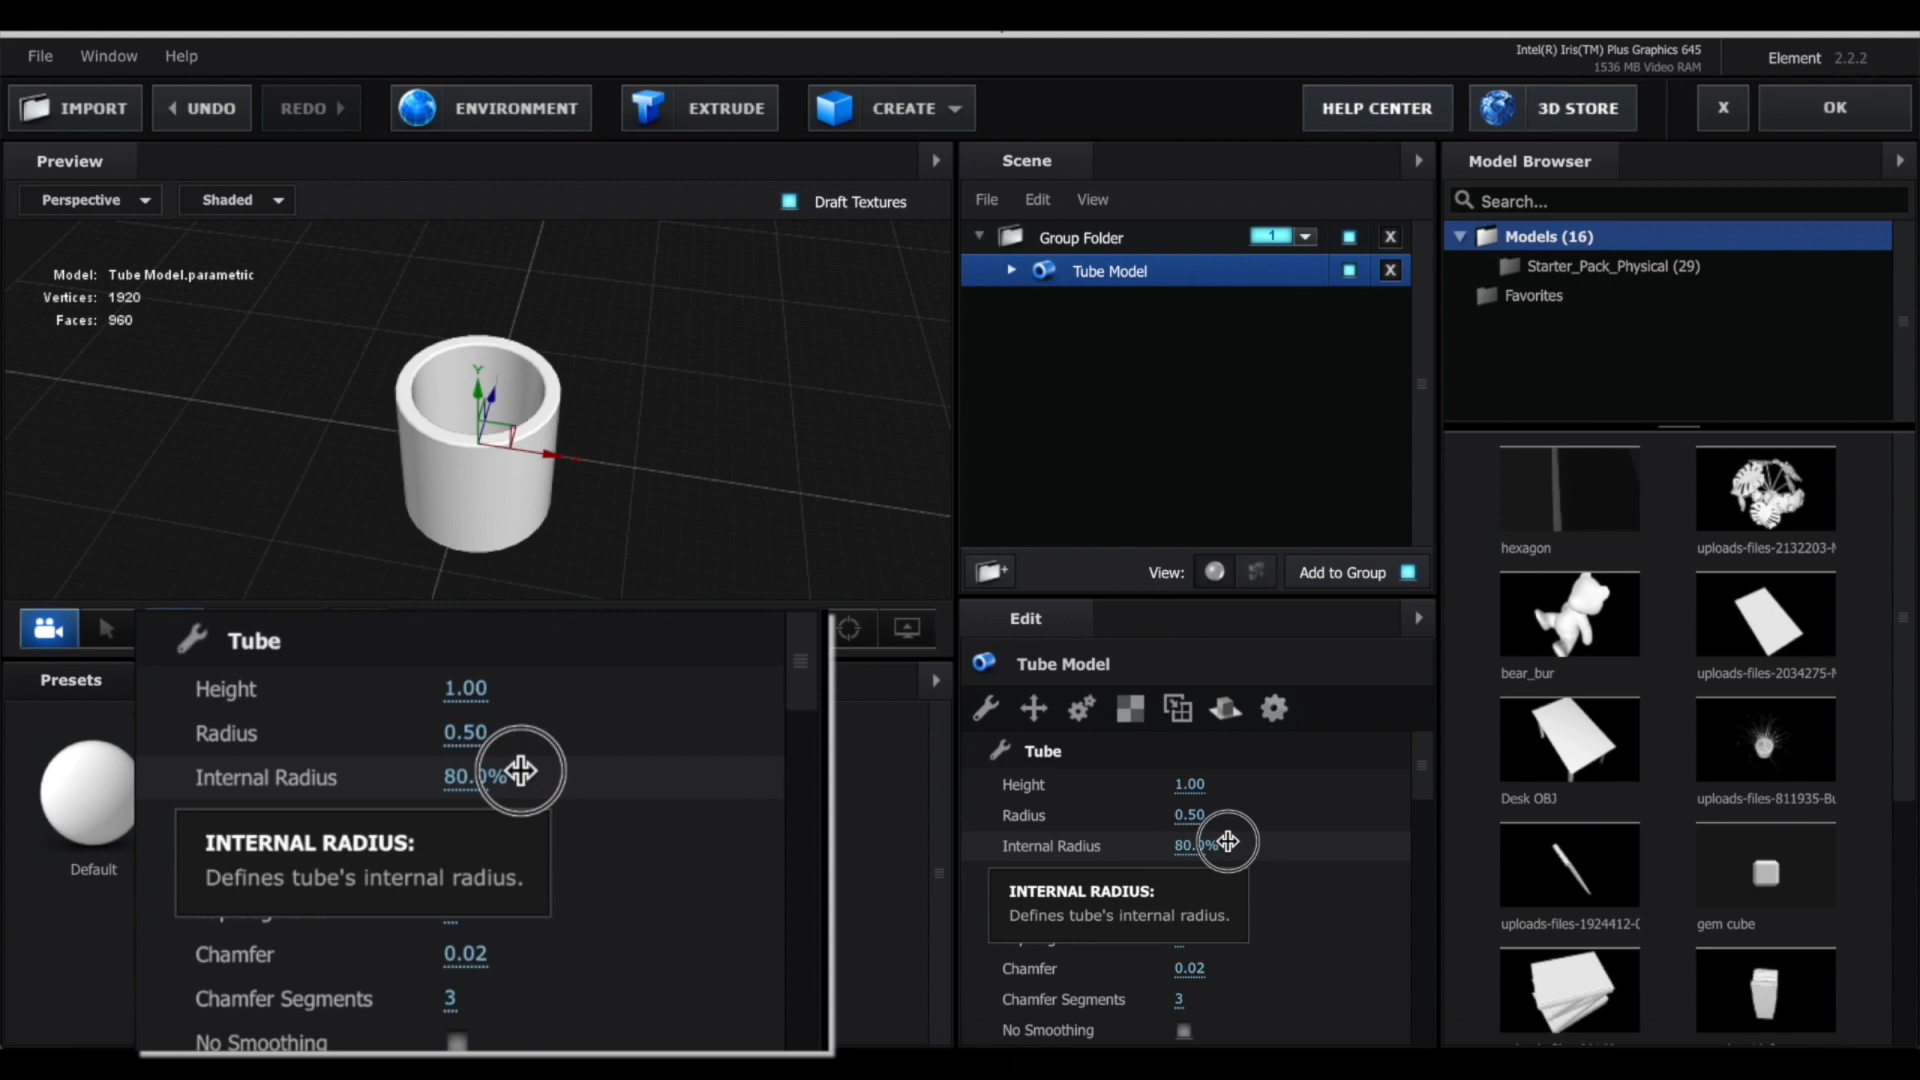 File Window Help
Intel(R) Iris(TM) Plus Graphics 645
1536 MB Video RAM
Element 2.2.2
IMPORT UNDO REDO ENVIRONMENT EXTRUDE CREATE HELP CENTER 3D STORE X OK
Preview
Perspective Shaded Draft Textures
Model: Tube Model.parametric
Vertices: 1920
Faces: 960
Y
Scene
File Edit View
Group Folder 1 X
Tube Model X
View: Add to Group
Model Browser
Search...
Models (16)
Starter_Pack_Physical (29)
Favorites
hexagon uploads-files-2132203-
bear_bur uploads-files-2034275-
Desk OBJ uploads-files-811935-Bu
uploads-files-1924412- gem cube
Presets
Default
Tube
Height 1.00
Radius 0.50
Internal Radius 80.0%
INTERNAL RADIUS:
Defines tube's internal radius.
Chamfer 0.02
Chamfer Segments 3
No Smoothing
Edit
Tube Model
Tube
Height 1.00
Radius 0.50
Internal Radius 80.0%
INTERNAL RADIUS:
Defines tube's internal radius.
Chamfer 0.02
Chamfer Segments 3
No Smoothing